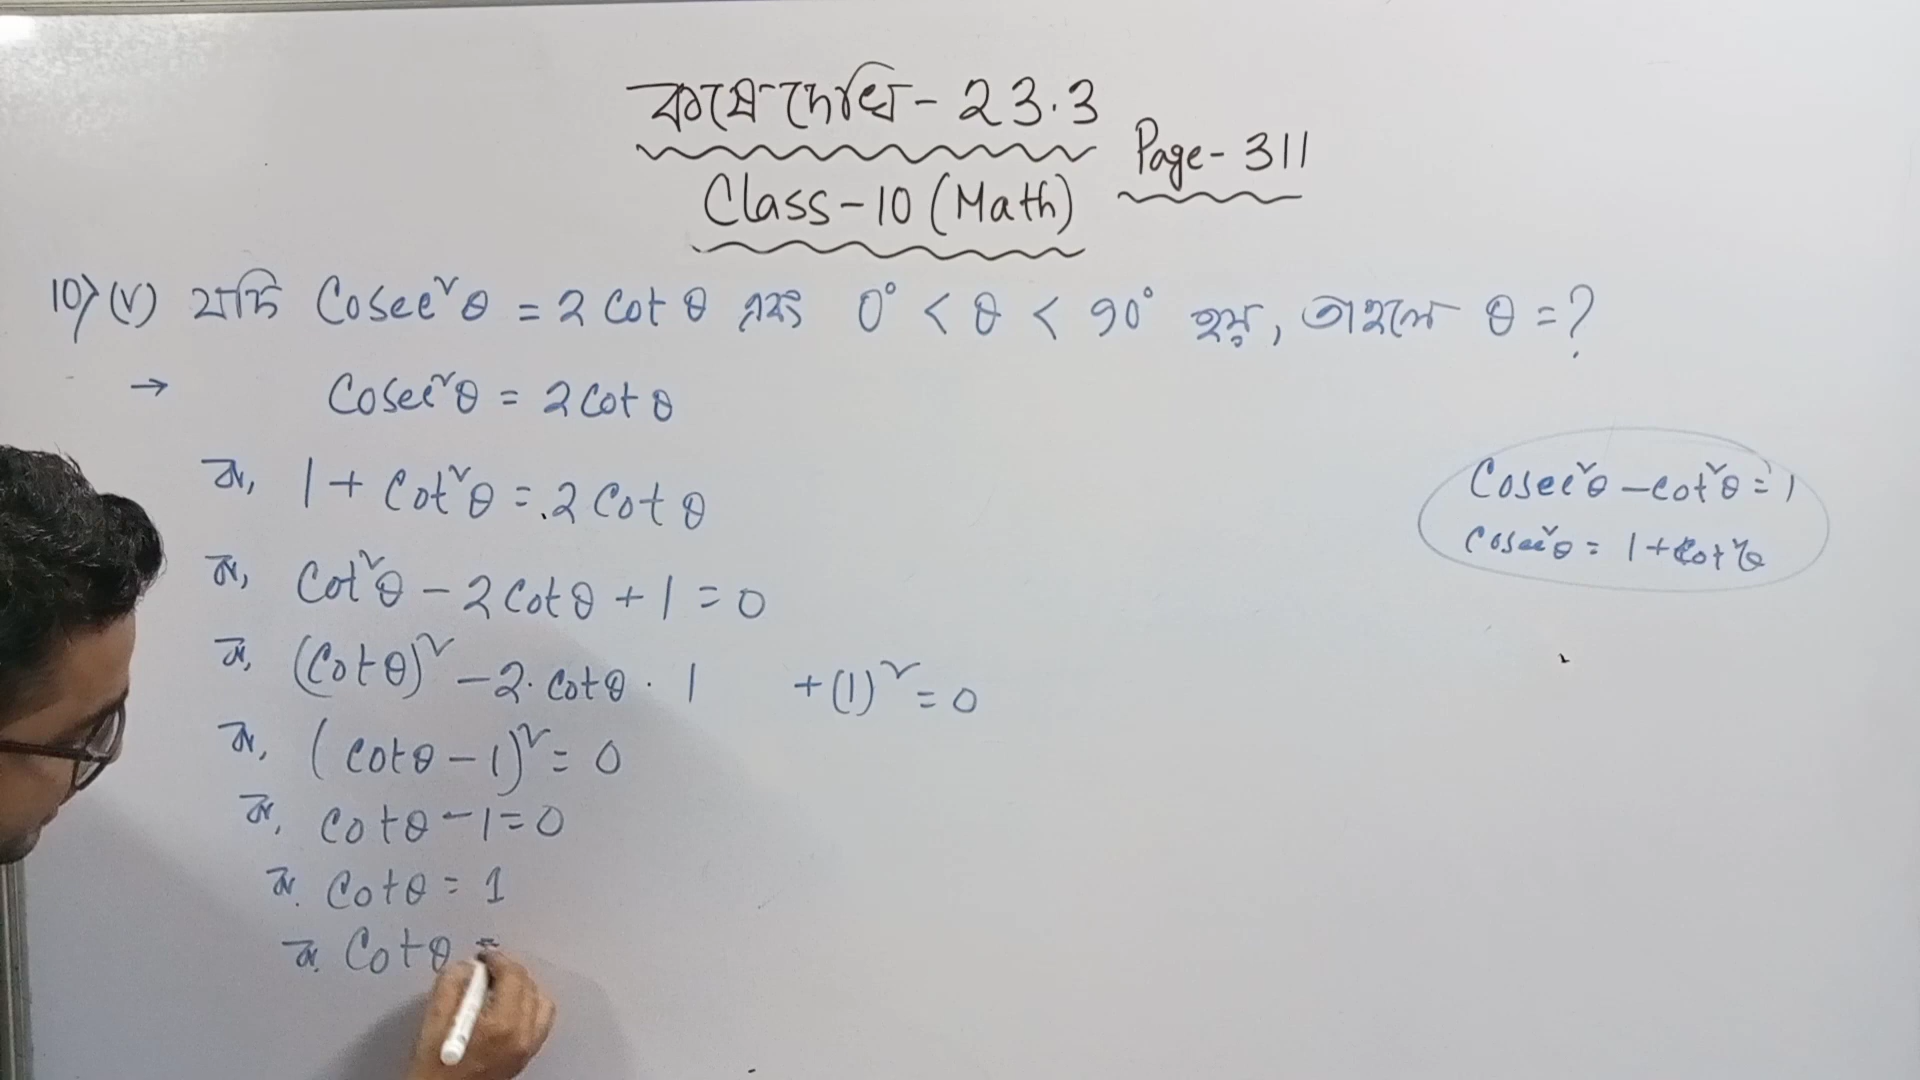 কষে দেখি - 23.3
Page - 311
Class - 10 (Math)
10> (v) যদি Cosec²θ = 2 Cot θ এবং 0° < θ < 90° হয়, তাহলে θ = ?
→ Cosec²θ = 2 Cot θ
বা, 1 + Cot²θ = 2 Cot θ
বা, Cot²θ - 2 Cot θ + 1 = 0
বা, (Cot θ)² - 2. Cot θ . 1 + (1)² = 0
বা, (Cot θ - 1)² = 0
বা, Cot θ - 1 = 0
বা, Cot θ = 1
বা, Cot θ =
Cosec²θ - Cot²θ = 1
Cosec²θ = 1 + Cot²θ